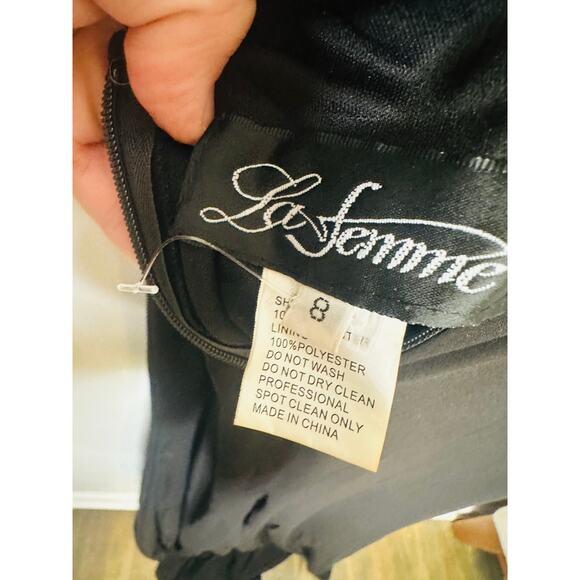 La femme
8
100%POLYESTER
DO NOT WASH
DO NOT DRY CLEAN
PROFESSIONAL
SPOT CLEAN ONLY
MADE IN CHINA